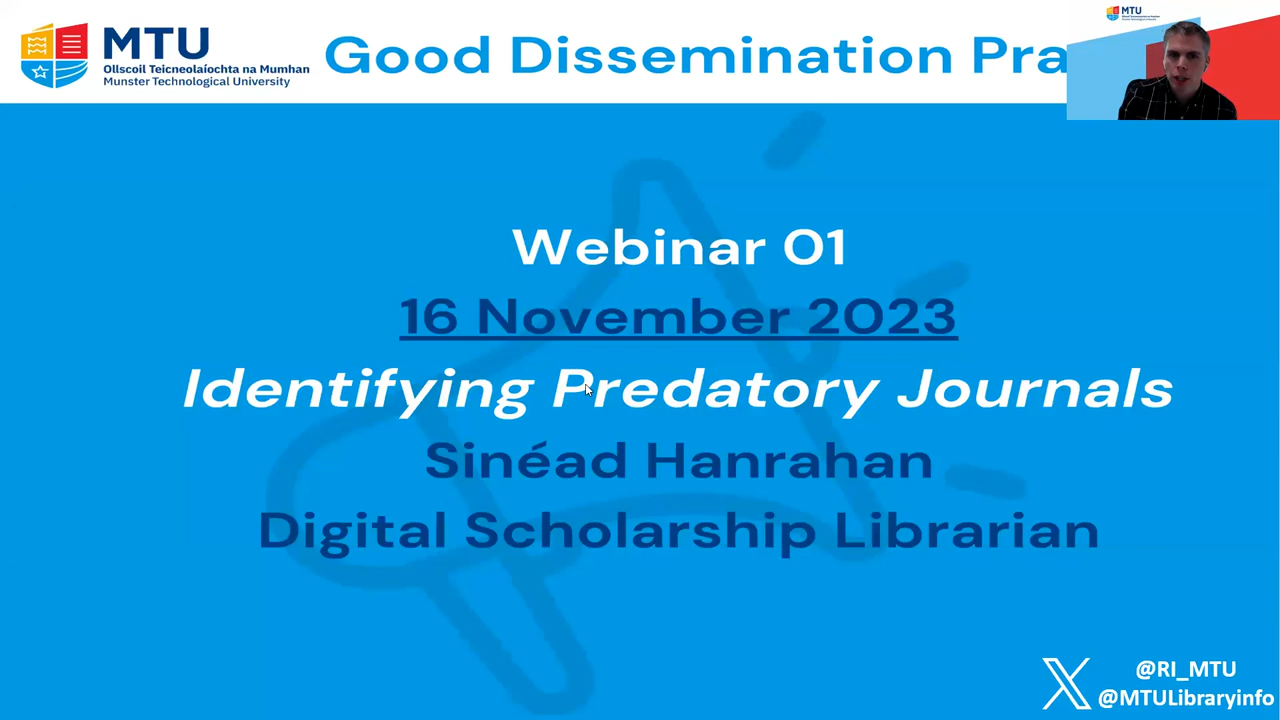 MTU
Ollscoil Teicneolaíochta na Mumhan
Munster Technological University
Good Dissemination Pra
MTU
Webinar 01
16 November 2023
Identifying Predatory Journals
Sinéad Hanrahan
Digital Scholarship Librarian
@RI_MTU
@MTULibraryinfo